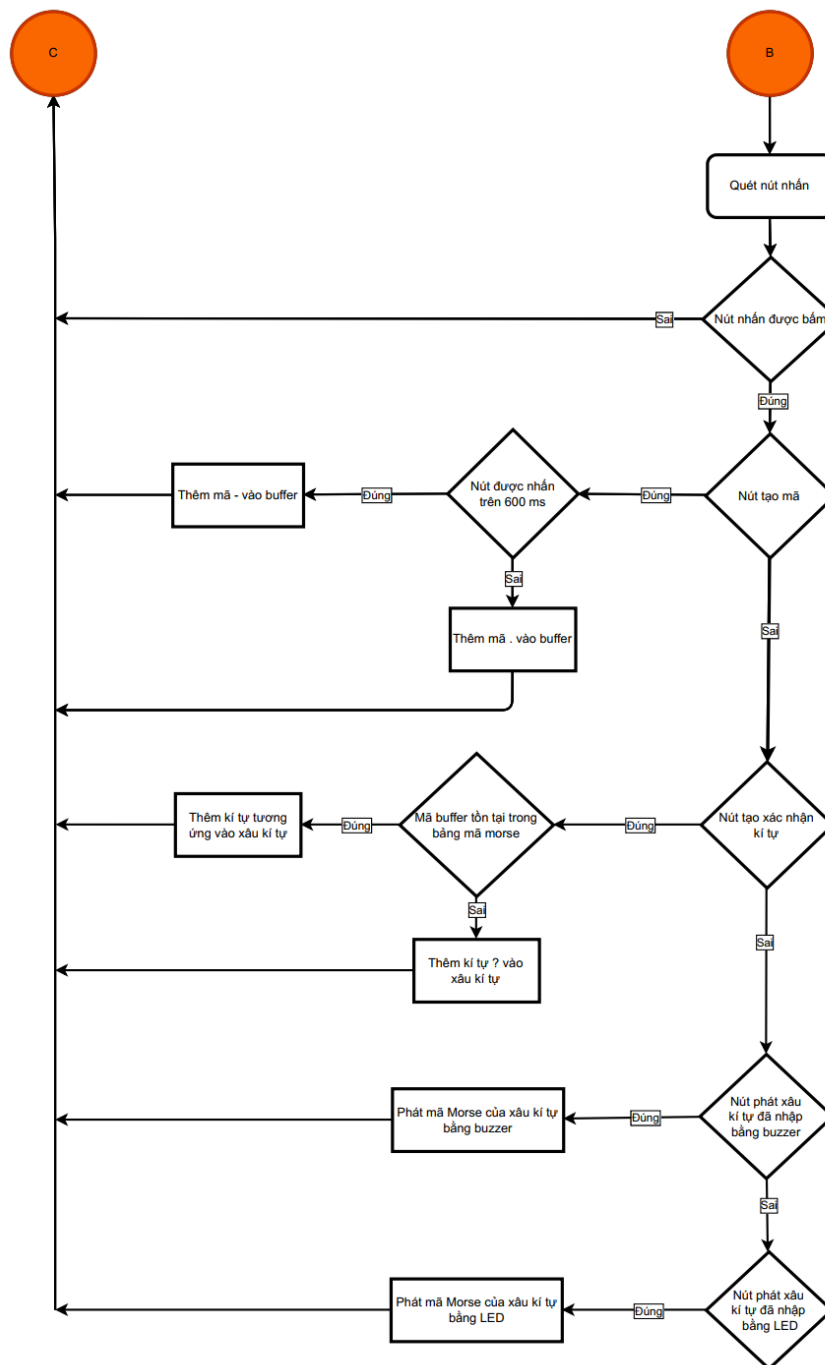 C
B
Quét nút nhấn
Nút nhấn được bấm
Sai
Đúng
Nút tạo mã
Đúng
Nút được nhấn
trên 600 ms
Đúng
Thêm mã - vào buffer
Sai
Thêm mã . vào buffer
Sai
Nút tạo xác nhận
kí tự
Đúng
Mã buffer tồn tại trong
bảng mã morse
Đúng
Thêm kí tự tương
ứng vào xâu kí tự
Sai
Thêm kí tự ? vào
xâu kí tự
Sai
Nút phát xâu
kí tự đã nhập
bằng buzzer
Đúng
Phát mã Morse của xâu kí tự
bằng buzzer
Sai
Nút phát xâu
kí tự đã nhập
bằng LED
Đúng
Phát mã Morse của xâu kí tự
bằng LED